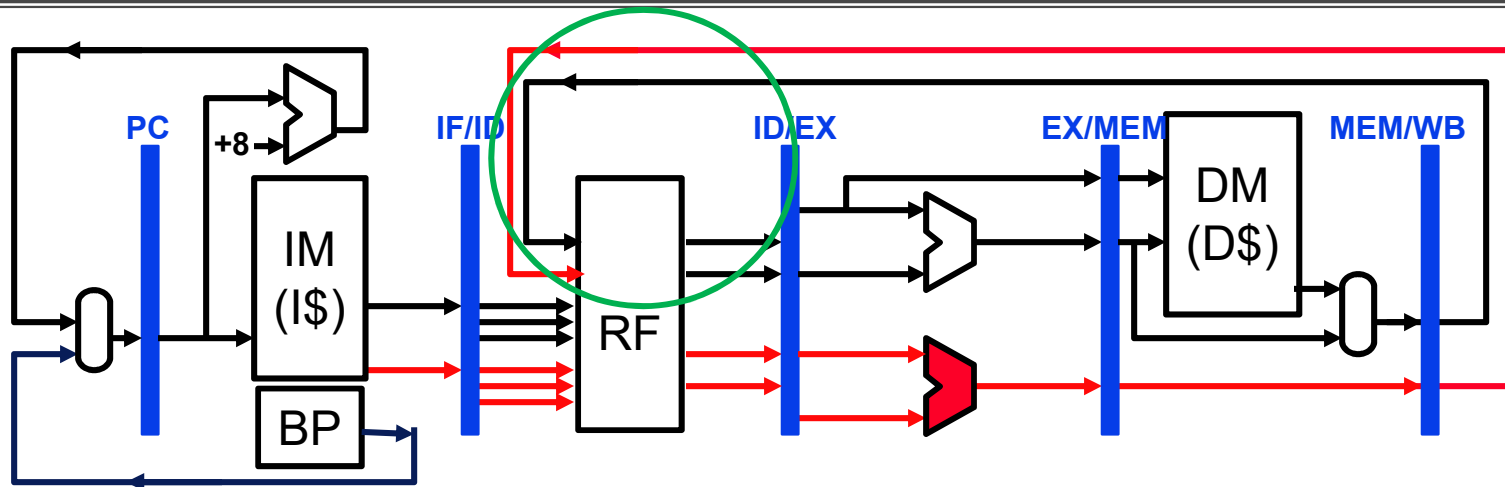 PC
IF/ID
ID/EX
EX/MEM
MEM/WB
+8
IM
(I$)
RF
DM
(D$)
BP